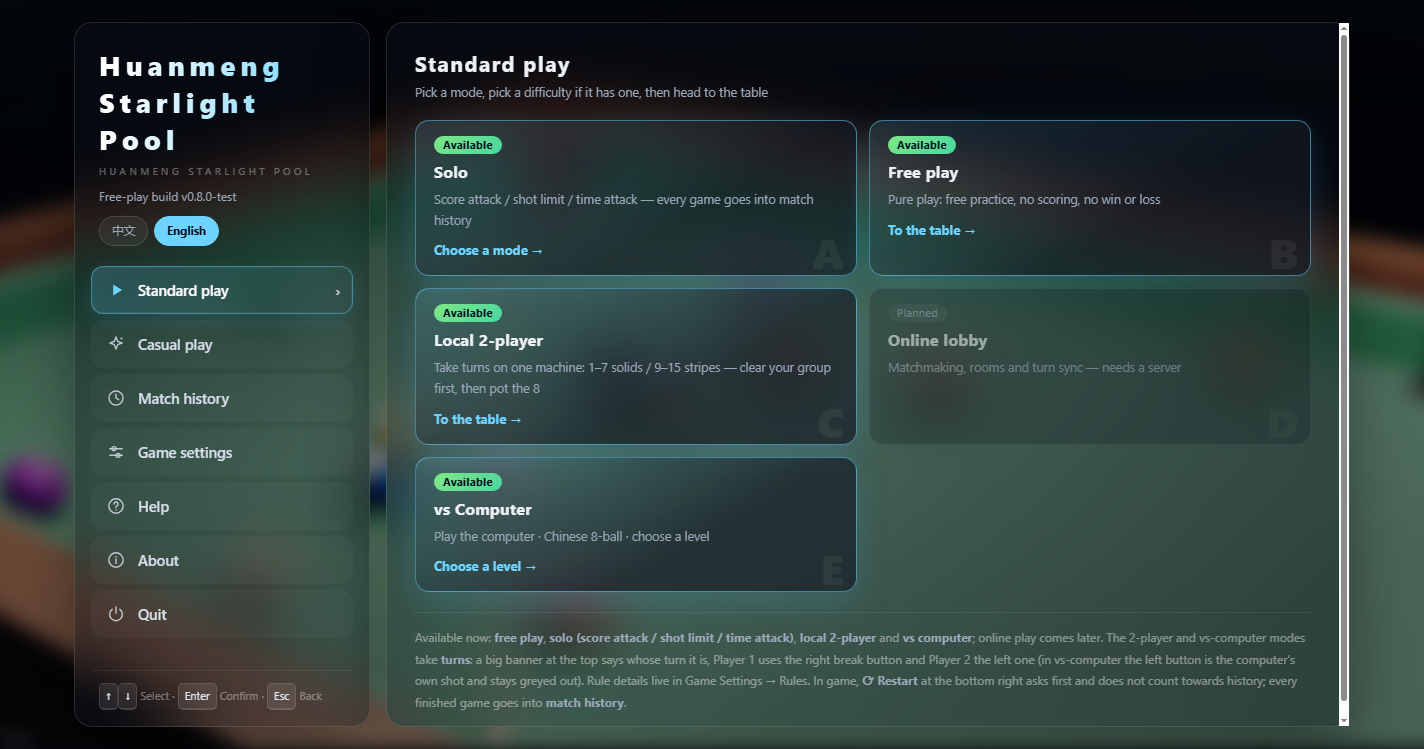 Huanmeng
Starlight
Pool
HUANMENG STARLIGHT POOL
Free-play build v0.8.0-test
中文
English
Standard play ›
Casual play
Match history
Game settings
Help
About
Quit
↑ ↓ Select · Enter Confirm · Esc Back
Standard play
Pick a mode, pick a difficulty if it has one, then head to the table
Available
Solo
Score attack / shot limit / time attack — every game goes into match
history
Choose a mode →
A
Available
Free play
Pure play: free practice, no scoring, no win or loss
To the table →
B
Available
Local 2-player
Take turns on one machine: 1–7 solids / 9–15 stripes — clear your group
first, then pot the 8
To the table →
C
Planned
Online lobby
Matchmaking, rooms and turn sync — needs a server
D
Available
vs Computer
Play the computer · Chinese 8-ball · choose a level
Choose a level →
E
Available now: free play, solo (score attack / shot limit / time attack), local 2-player and vs computer; online play comes later. The 2-player and vs-computer modes
take turns: a big banner at the top says whose turn it is, Player 1 uses the right break button and Player 2 the left one (in vs-computer the left button is the computer's
own shot and stays greyed out). Rule details live in Game Settings → Rules. In game, ⟳ Restart at the bottom right asks first and does not count towards history; every
finished game goes into match history.